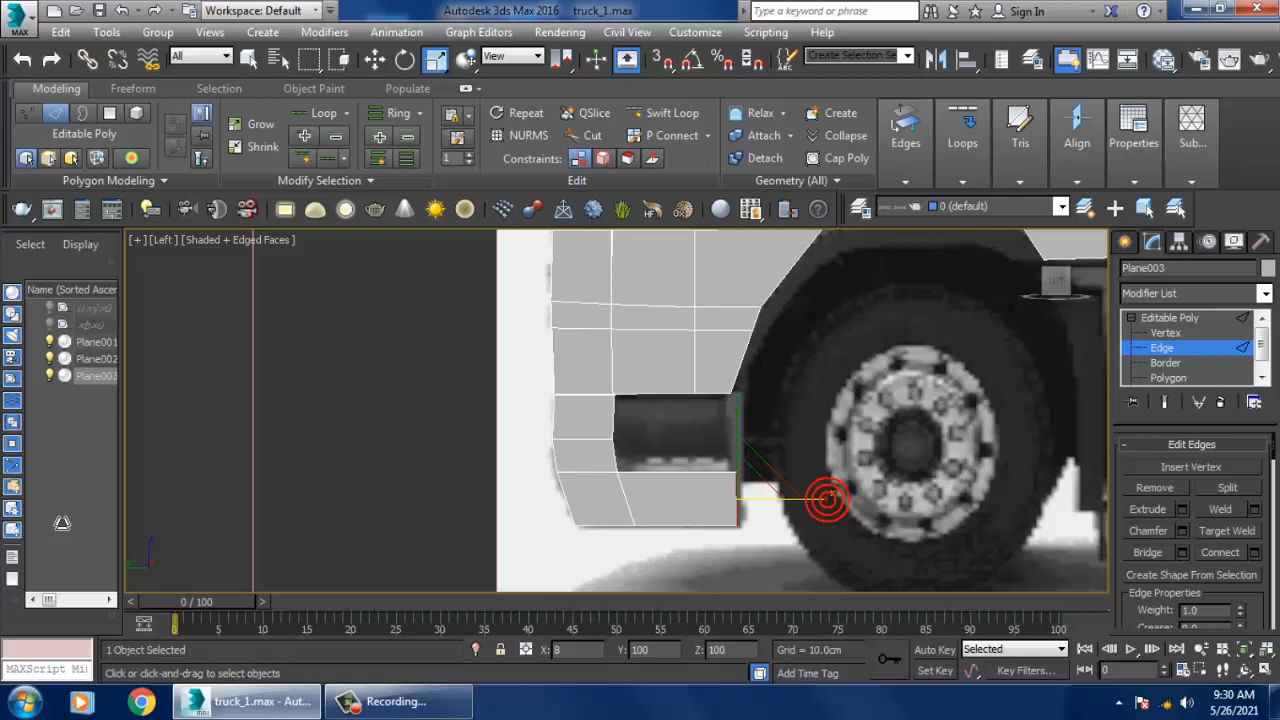 Workspace: Default
Autodesk 3ds Max 2016 truck_1.max
Type a keyword or phrase
Sign In
MAX
Edit Tools Group Views Create Modifiers Animation Graph Editors Rendering Civil View Customize Scripting Help
All
View
3
Create Selection Se
Modeling Freeform Selection Object Paint Populate
Editable Poly
Polygon Modeling
Grow
Shrink
Loop
Ring
Modify Selection
1
Repeat QSlice Swift Loop
NURMS Cut P Connect
Constraints:
Edit
Relax Create
Attach Collapse
Detach Cap Poly
Geometry (All)
Edges Loops Tris Align Properties Sub...
0 (default)
Select Display
Name (Sorted Ascer
Plane001
Plane002
Plane003
[+][Left] [Shaded + Edged Faces]
Plane003
Modifier List
Editable Poly
Vertex
Edge
Border
Polygon
Edit Edges
Insert Vertex
Remove Split
Extrude Weld
Chamfer Target Weld
Bridge Connect
Create Shape From Selection
Edge Properties
Weight: 1.0
0 / 100
0 5 10 15 20 25 30 35 40 45 50 55 60 65 70 75 80 85 90 95 100
1 Object Selected
X: 8 Y: 100 Z: 100
Grid = 10.0cm
Auto Key Selected
MAXScript Mi
Click or click-and-drag to select objects
Add Time Tag
Set Key Key Filters...
0
truck_1.max - Aut...
Recording...
9:30 AM
5/26/2021